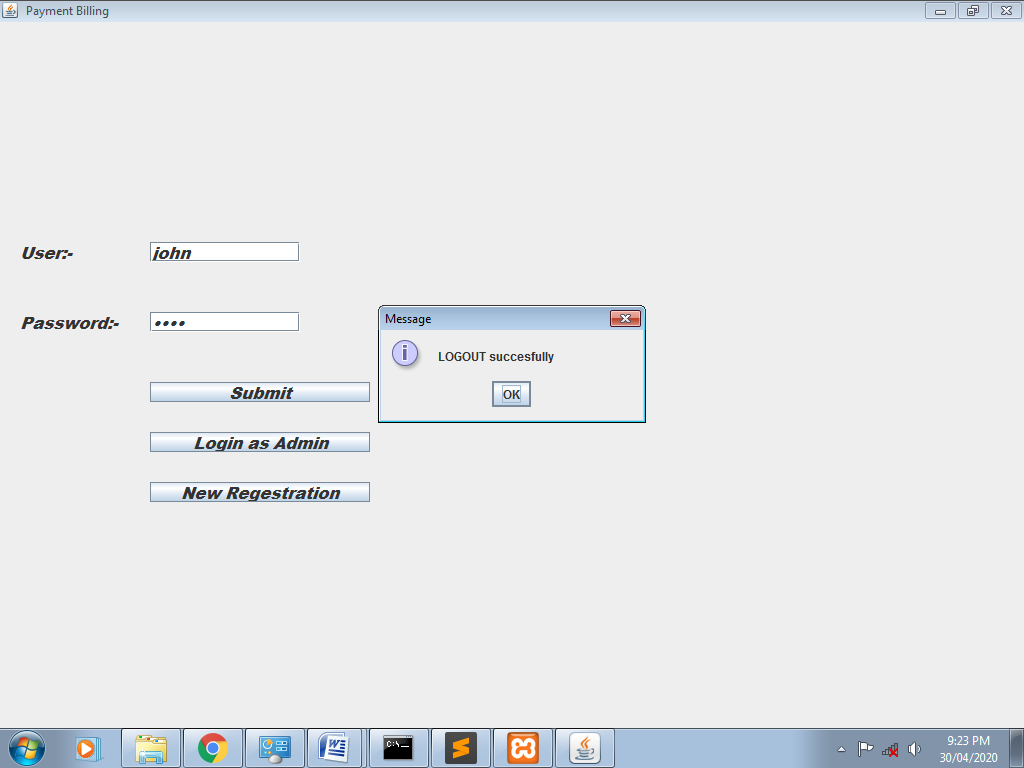 Payment Billing
User:-
john
Password:-
••••
Message
LOGOUT succesfully
OK
Submit
Login as Admin
New Regestration
C:\_
9:23 PM
30/04/2020